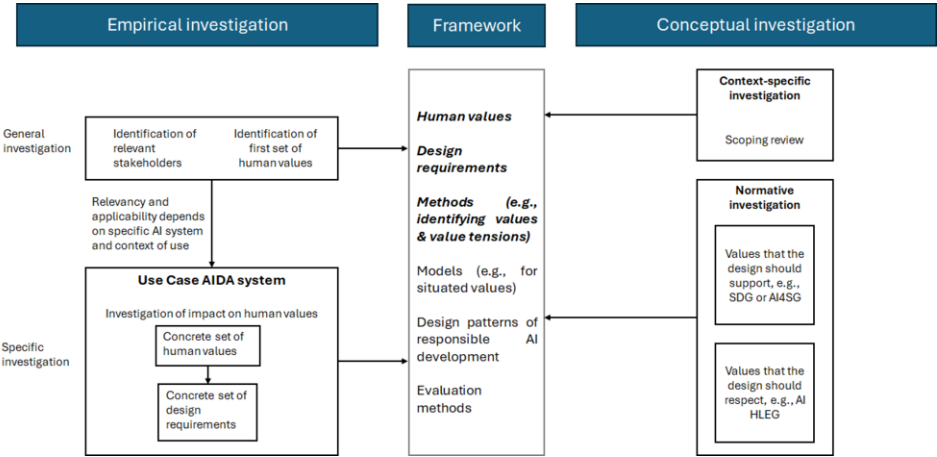 Empirical investigation
Framework
Conceptual investigation
General
investigation
Identification of
relevant
stakeholders
Identification of
first set of
human values
Relevancy and
applicability depends
on specific AI system
and context of use
Specific
investigation
Use Case AIDA system
Investigation of impact on human values
Concrete set of
human values
Concrete set of
design
requirements
Human values
Design
requirements
Methods (e.g.,
identifying values
& value tensions)
Models (e.g., for
situated values)
Design patterns of
responsible AI
development
Evaluation
methods
Context-specific
investigation
Scoping review
Normative
investigation
Values that the
design should
support, e.g.,
SDG or AI4SG
Values that the
design should
respect, e.g., AI
HLEG